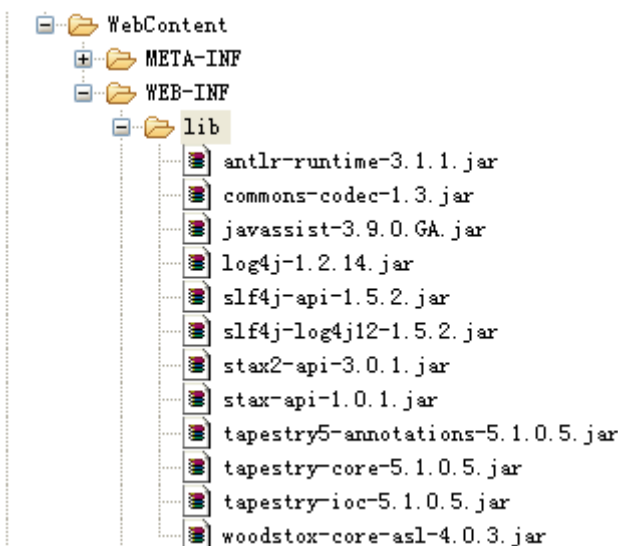 WebContent
META-INF
WEB-INF
lib
antlr-runtime-3.1.1.jar
commons-codec-1.3.jar
javassist-3.9.0.GA.jar
log4j-1.2.14.jar
slf4j-api-1.5.2.jar
slf4j-log4j12-1.5.2.jar
stax2-api-3.0.1.jar
stax-api-1.0.1.jar
tapestry5-annotations-5.1.0.5.jar
tapestry-core-5.1.0.5.jar
tapestry-ioc-5.1.0.5.jar
woodstox-core-asl-4.0.3.jar